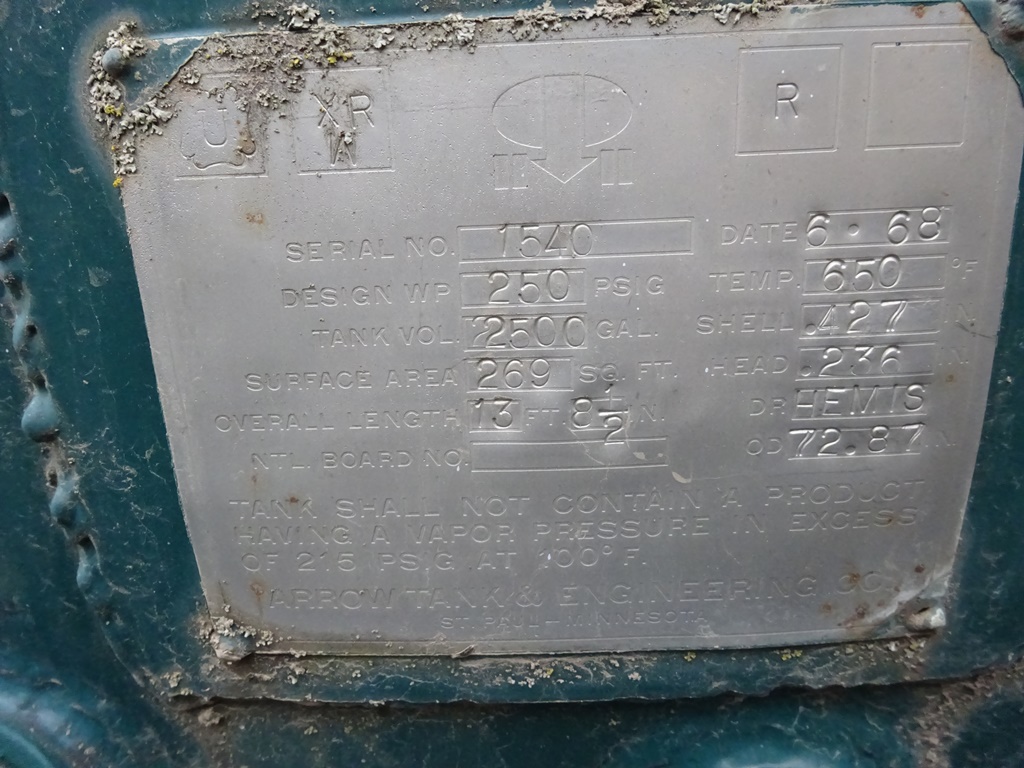 U XR R
W
SERIAL NO. 1540 DATE 6 · 68
DESIGN WP 250 PSIG TEMP. 650 °F
TANK VOL. 2500 GAL. SHELL .427 IN.
SURFACE AREA 269 SQ. FT. HEAD .236 IN.
OVERALL LENGTH 13 FT 8 1/2 IN. DR HEMIS
NTL. BOARD NO. OD 72.87 IN.
TANK SHALL NOT CONTAIN A PRODUCT
HAVING A VAPOR PRESSURE IN EXCESS
OF 215 PSIG AT 100° F.
ARROW TANK & ENGINEERING CO.
ST. PAUL - MINNESOTA